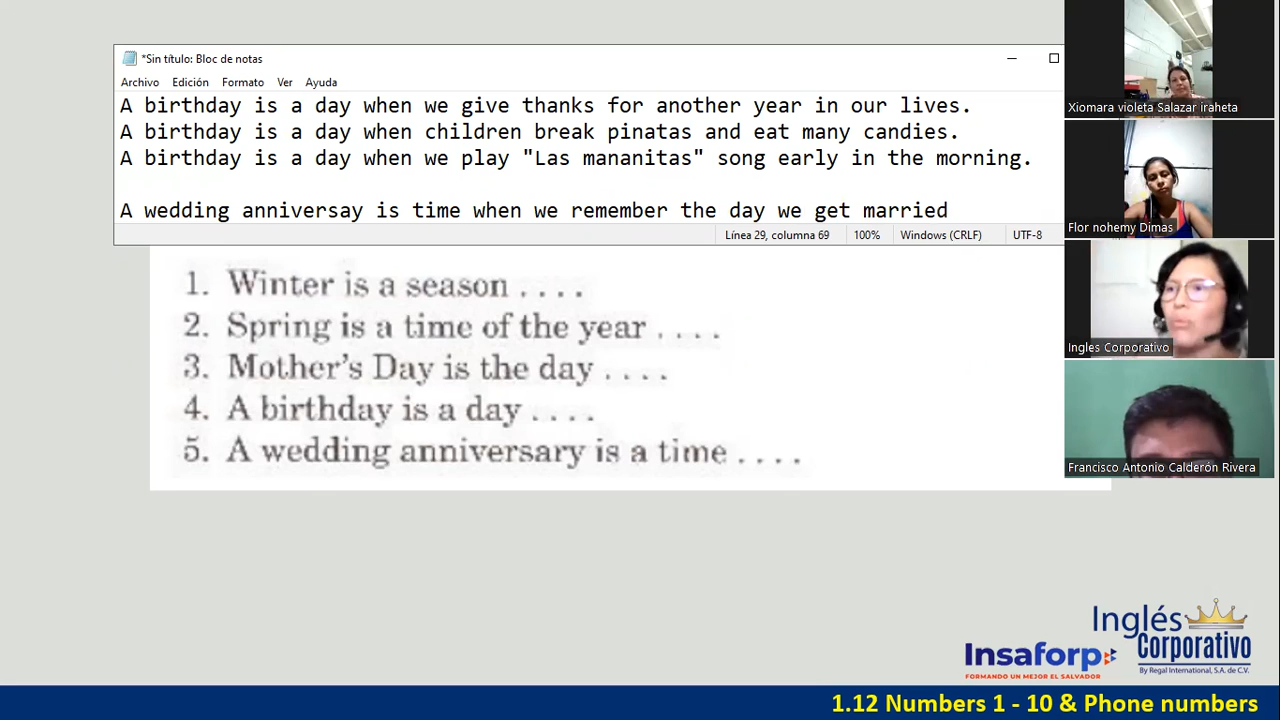 *Sin título: Bloc de notas
Archivo Edición Formato Ver Ayuda
A birthday is a day when we give thanks for another year in our lives.
A birthday is a day when children break pinatas and eat many candies.
A birthday is a day when we play "Las mananitas" song early in the morning.
A wedding anniversay is time when we remember the day we get married
Línea 29, columna 69 100% Windows (CRLF) UTF-8
1. Winter is a season . . . .
2. Spring is a time of the year . . . .
3. Mother's Day is the day . . . .
4. A birthday is a day . . . .
5. A wedding anniversary is a time . . . .
Xiomara violeta Salazar iraheta
Flor nohemy Dimas
Ingles Corporativo
Francisco Antonio Calderón Rivera
Insaforp
FORMANDO UN MEJOR EL SALVADOR
Inglés
Corporativo
By Regal International, S.A. de C.V.
1.12 Numbers 1 - 10 & Phone numbers